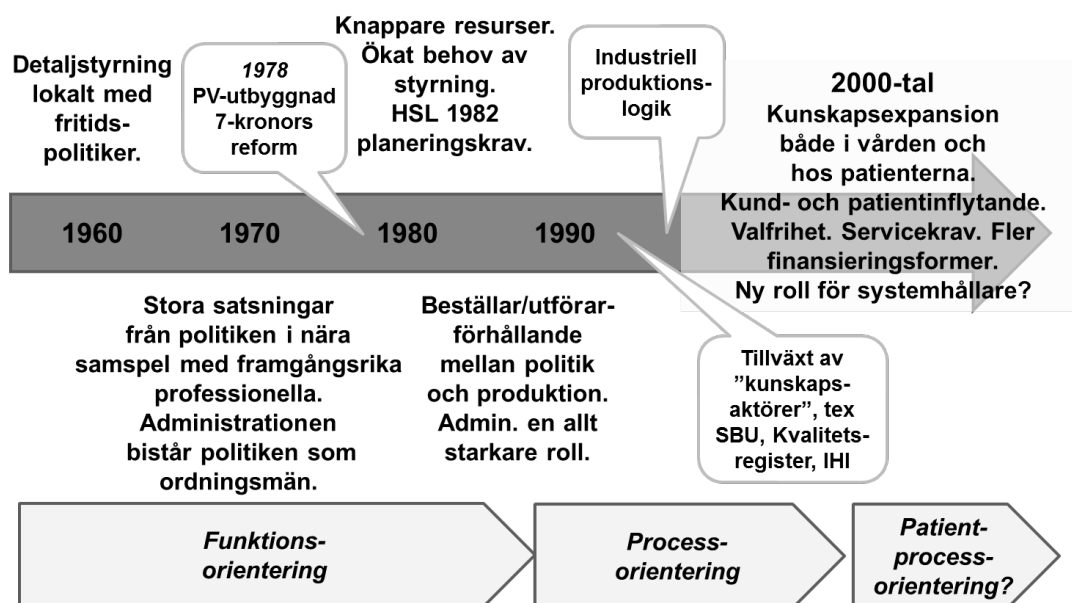 Detaljstyrning
lokalt med
fritids-
politiker.
1978
PV-utbyggnad
7-kronors
reform
Knappare resurser.
Ökat behov av
styrning.
HSL 1982
planeringskrav.
Industriell
produktions-
logik
2000-tal
Kunskapsexpansion
både i vården och
hos patienterna.
Kund- och patientinflytande.
Valfrihet. Servicekrav. Fler
finansieringsformer.
Ny roll för systemhållare?
1960
1970
1980
1990
Stora satsningar
från politiken i nära
samspel med framgångsrika
professionella.
Administrationen
bistår politiken som
ordningsmän.
Beställar/utförar-
förhållande
mellan politik
och produktion.
Admin. en allt
starkare roll.
Tillväxt av
”kunskaps-
aktörer”, tex
SBU, Kvalitets-
register, IHI
Funktions-
orientering
Process-
orientering
Patient-
process-
orientering?